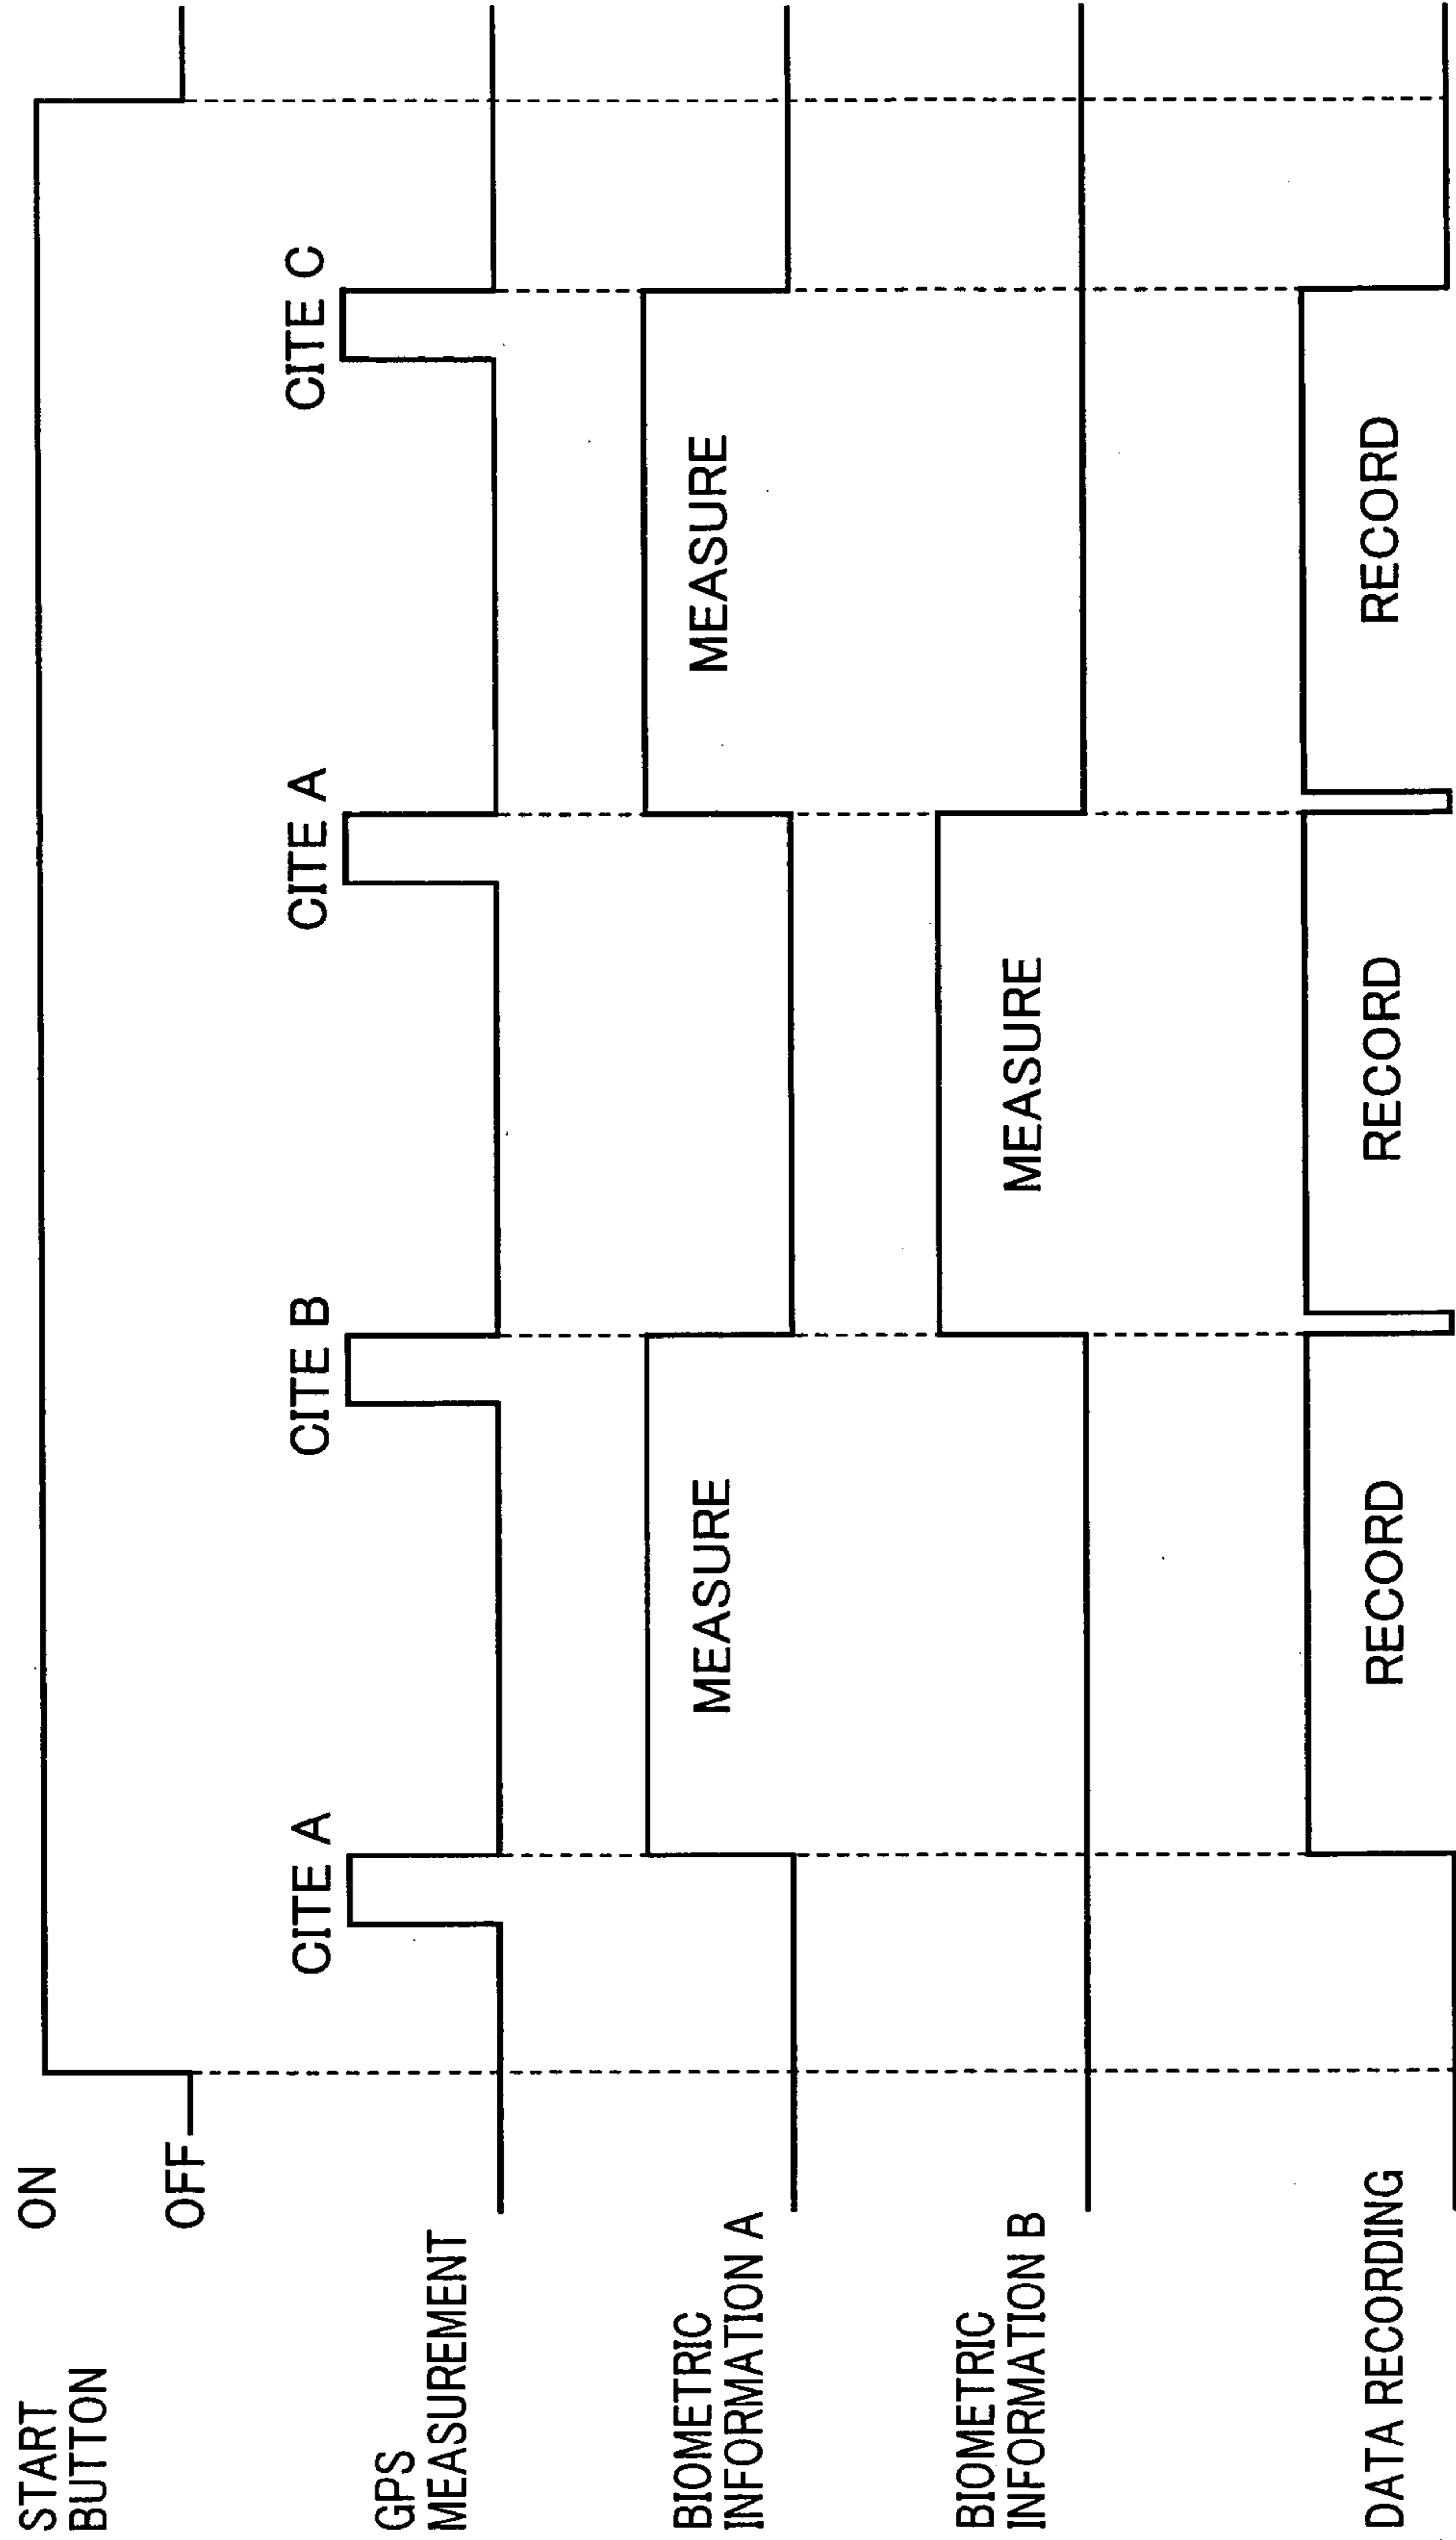 START
BUTTON
ON
OFF
GPS
MEASUREMENT
CITE A
CITE B
CITE A
CITE C
BIOMETRIC
INFORMATION A
MEASURE
MEASURE
BIOMETRIC
INFORMATION B
MEASURE
DATA RECORDING
RECORD
RECORD
RECORD